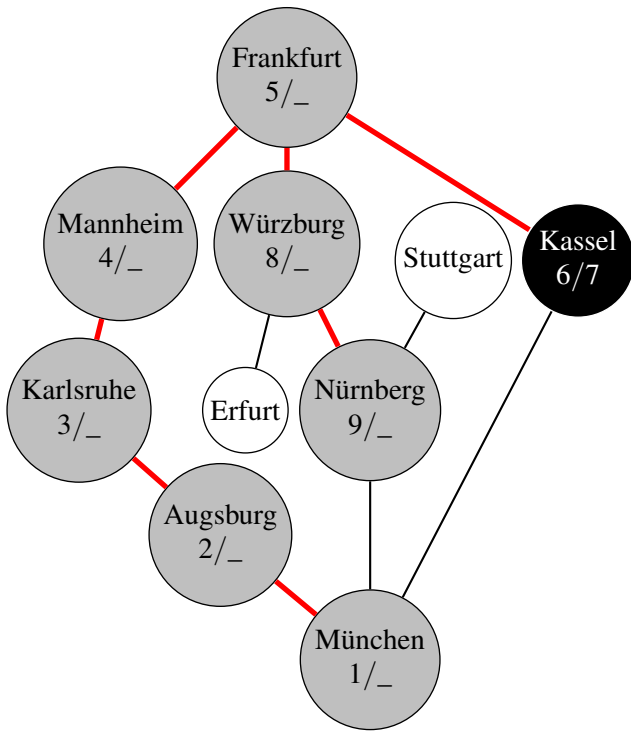 Frankfurt
5/_
Mannheim
4/_
Würzburg
8/_
Stuttgart
Kassel
6/7
Karlsruhe
3/_
Erfurt
Nürnberg
9/_
Augsburg
2/_
München
1/_